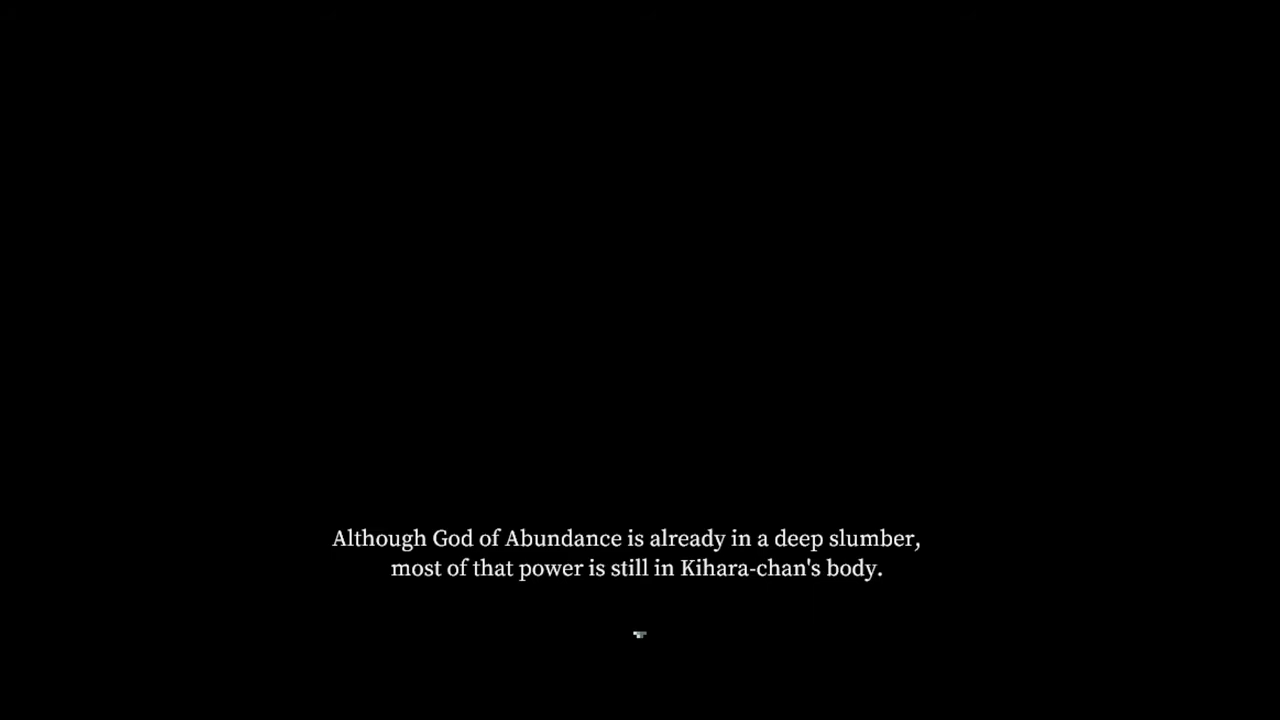 Although God of Abundance is already in a deep slumber,
most of that power is still in Kihara-chan's body.